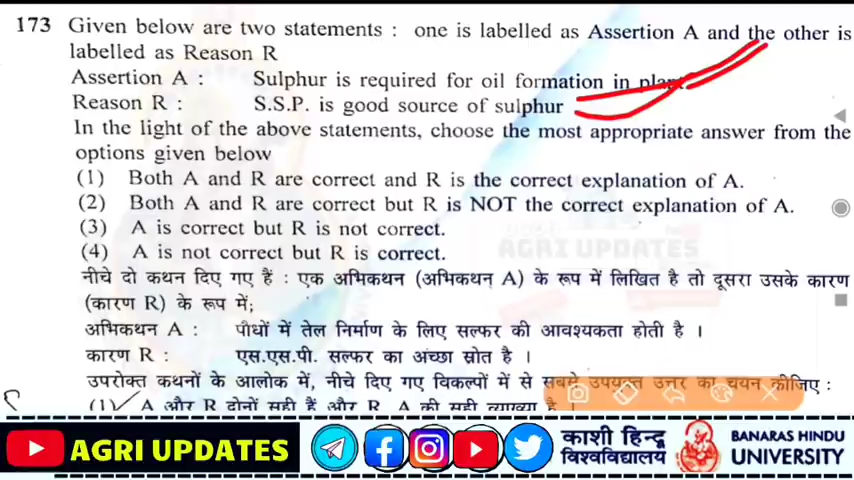 173 Given below are two statements : one is labelled as Assertion A and the other is
labelled as Reason R
Assertion A : Sulphur is required for oil formation in plant
Reason R : S.S.P. is good source of sulphur
In the light of the above statements, choose the most appropriate answer from the
options given below
(1) Both A and R are correct and R is the correct explanation of A.
(2) Both A and R are correct but R is NOT the correct explanation of A.
(3) A is correct but R is not correct.
(4) A is not correct but R is correct.
AGRI UPDATES
नीचे दो कथन दिए गए हैं : एक अभिकथन (अभिकथन A) के रूप में लिखित है तो दूसरा उसके कारण
(कारण R) के रूप में;
अभिकथन A : पौधों में तेल निर्माण के लिए सल्फर की आवश्यकता होती है ।
कारण R : एस.एस.पी. सल्फर का अच्छा स्रोत है ।
उपरोक्त कथनों के आलोक में, नीचे दिए गए विकल्पों में से सबसे उपयुक्त उत्तर का चयन कीजिए :
(1) A और R दोनों सही हैं और R, A की सही व्याख्या है ।
AGRI UPDATES
काशी हिन्दू
विश्वविद्यालय
BANARAS HINDU
UNIVERSITY